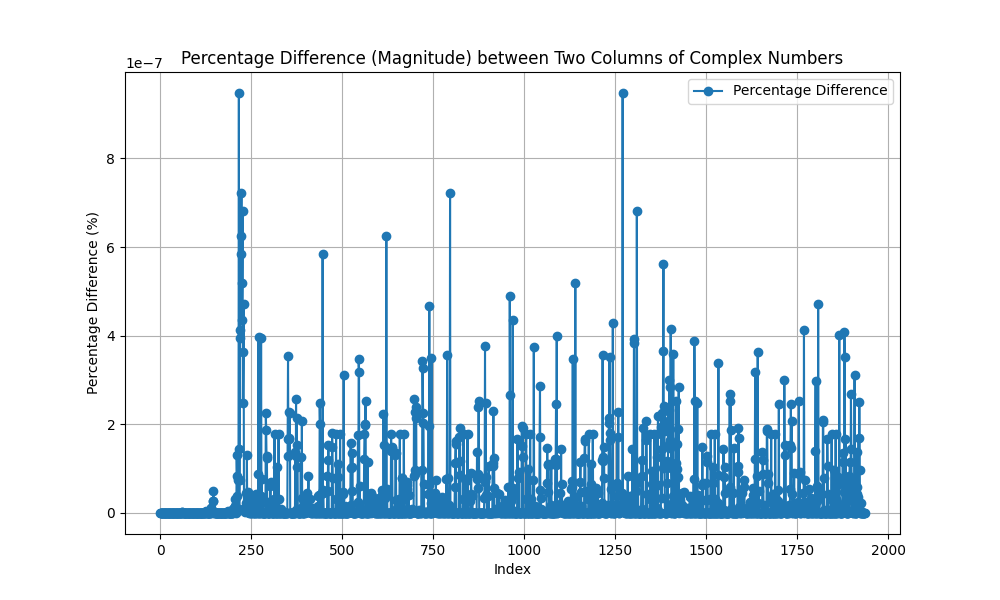 Percentage Difference (Magnitude) between Two Columns of Complex Numbers
1e−7
Percentage Difference
Percentage Difference (%)
8
6
4
2
0
0 250 500 750 1000 1250 1500 1750 2000
Index